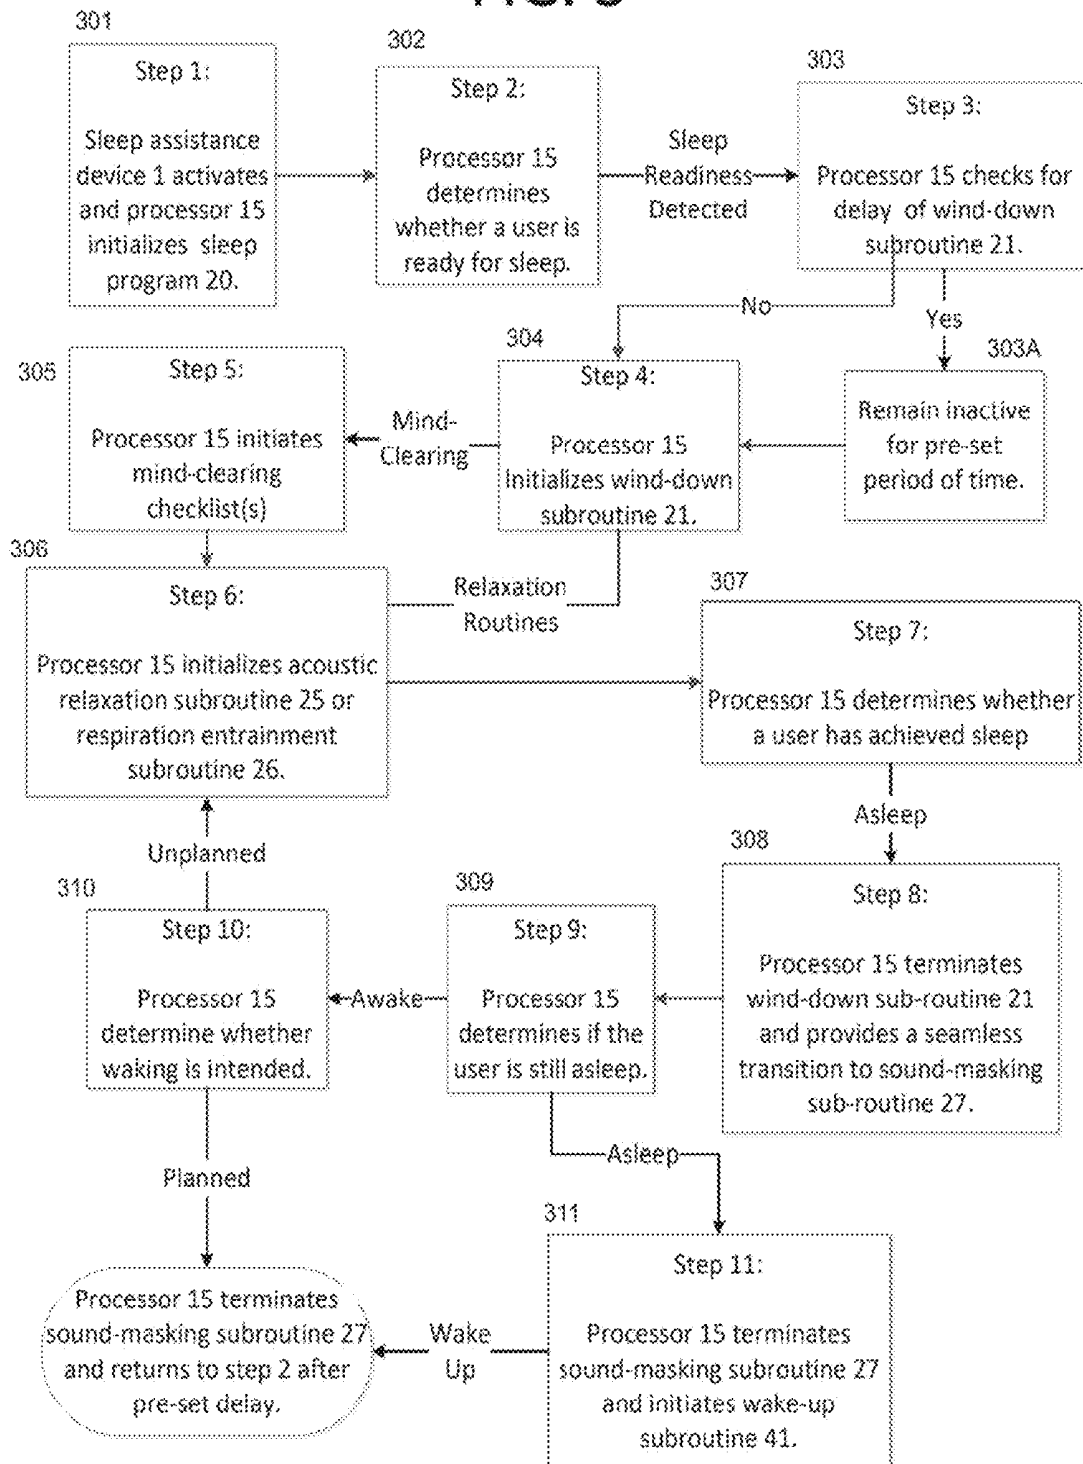 301
Step 1:
Sleep assistance
device 1 activates
and processor 15
initializes sleep
program 20.
302
Step 2:
Processor 15
determines
whether a user is
ready for sleep.
Sleep
Readiness
Detected
303
Step 3:
Processor 15 checks for
delay of wind-down
subroutine 21.
No
Yes
303A
Remain inactive
for pre-set
period of time.
304
Step 4:
Processor 15
initializes wind-down
subroutine 21.
Mind-
Clearing
305
Step 5:
Processor 15 initiates
mind-clearing
checklist(s)
306
Step 6:
Processor 15 initializes acoustic
relaxation subroutine 25 or
respiration entrainment
subroutine 26.
Relaxation
Routines
307
Step 7:
Processor 15 determines whether
a user has achieved sleep
Asleep
308
Step 8:
Processor 15 terminates
wind-down sub-routine 21
and provides a seamless
transition to sound-masking
sub-routine 27.
309
Step 9:
Processor 15
determines if the
user is still asleep.
Awake
310
Step 10:
Processor 15
determine whether
waking is intended.
Unplanned
Planned
Asleep
311
Step 11:
Processor 15 terminates
sound-masking subroutine 27
and initiates wake-up
subroutine 41.
Wake
Up
Processor 15 terminates
sound-masking subroutine 27
and returns to step 2 after
pre-set delay.